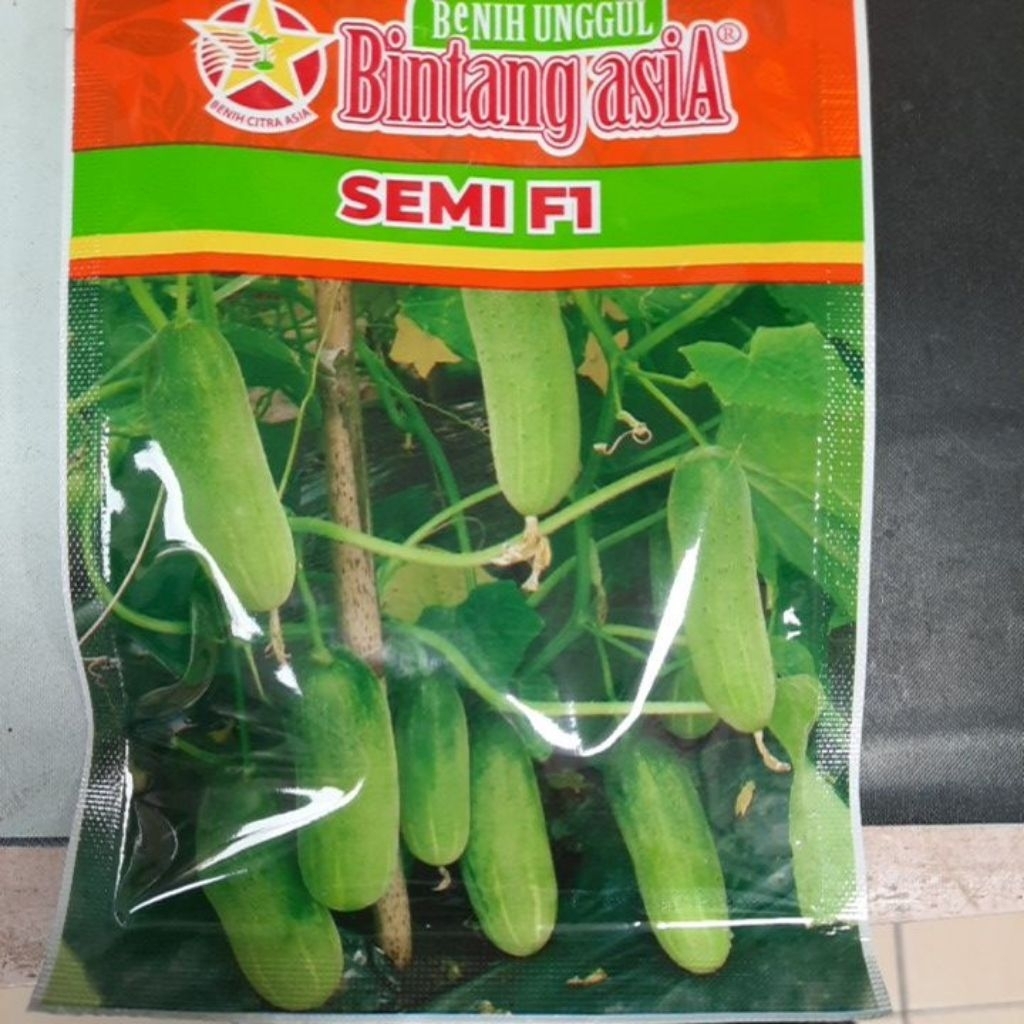 BeNIH UNGGUL
Bintang asiA®
BENIH CITRA ASIA
SEMI F1